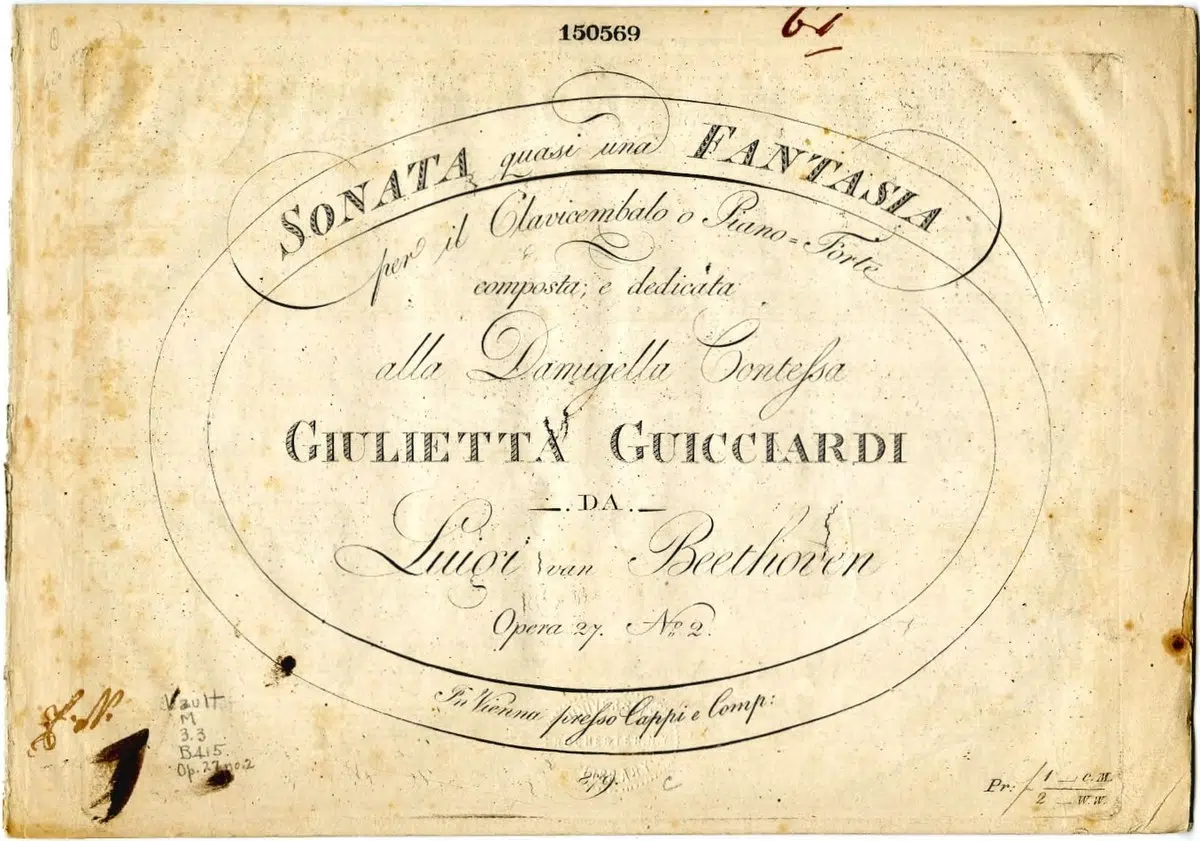 150569
SONATA quasi una FANTASIA
per il Clavicembalo o Piano=Forte
composta, e dedicata
alla Damigella Contessa
GIULIETTA GUICCIARDI
DA
Luigi van Beethoven
Opera 27. No 2.
In Vienna presso Cappi e Comp:
Vault
M
3.3
B415
Op.27 no.2
879.
Pr: 1 — c.m.
2 — w.w.